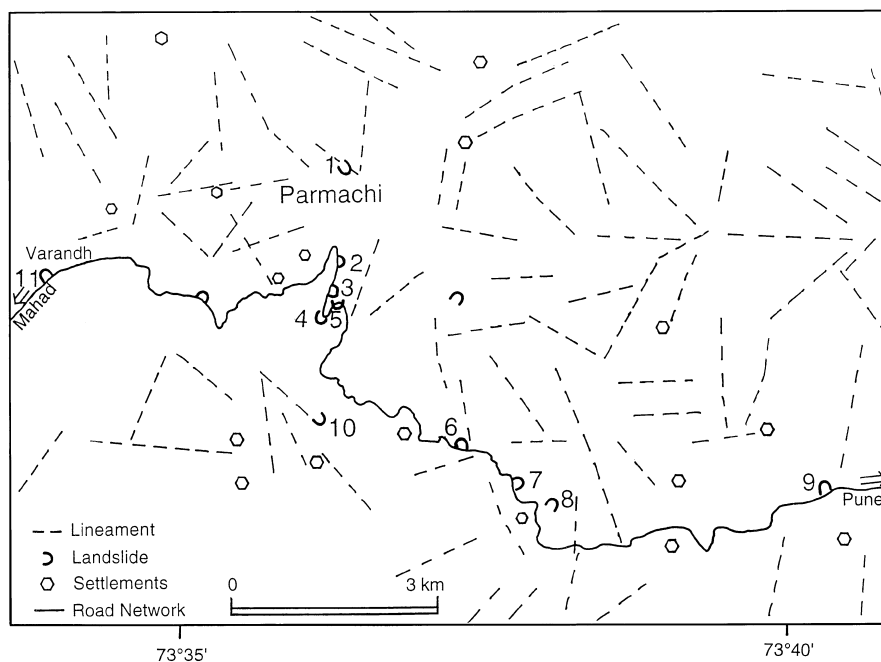 1
Parmachi
Varandh
11
Mahad
2
3
4
5
10
6
7
8
9
Pune
Lineament
Landslide
Settlements
Road Network
0
3 km
73°35'
73°40'